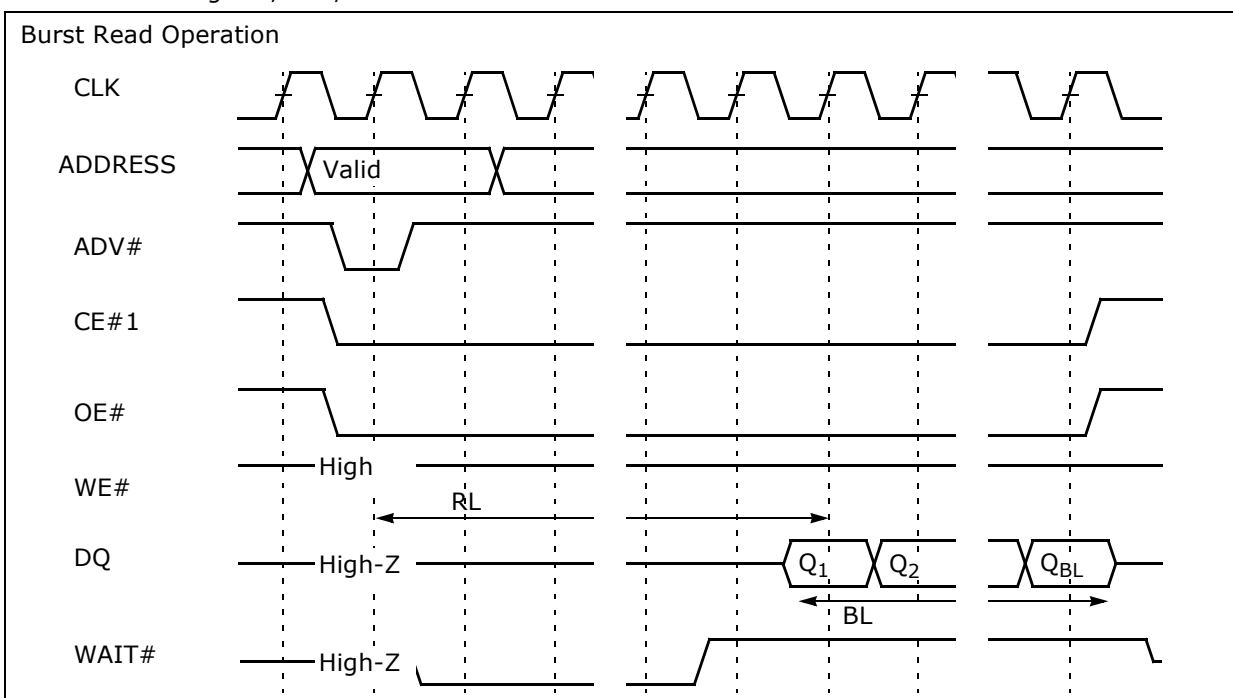 Burst Read Operation
CLK
ADDRESS
Valid
ADV#
CE#1
OE#
High
WE#
RL
DQ
High-Z
Q1
Q2
QBL
BL
WAIT#
High-Z